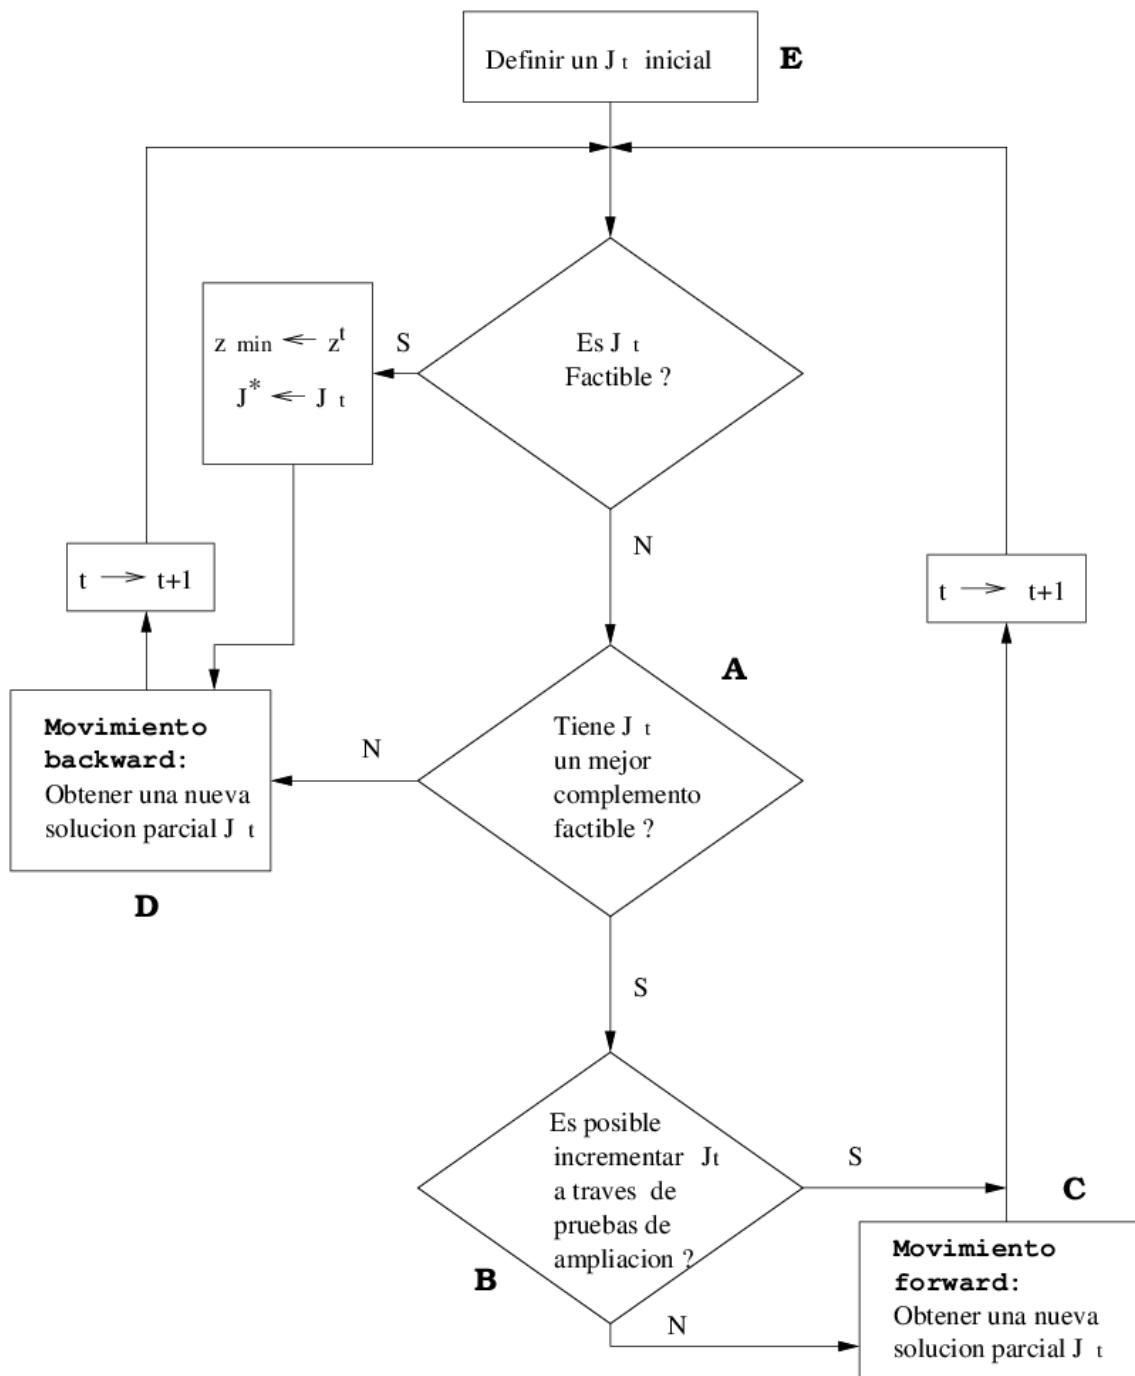 Definir un J t inicial
E
Es J t
Factible ?
S
z min ← z^t
J* ← J t
N
t → t+1
t → t+1
A
Tiene J t
un mejor
complemento
factible ?
N
Movimiento
backward:
Obtener una nueva
solucion parcial J t
D
S
Es posible
incrementar Jt
a traves de
pruebas de
ampliacion ?
B
S
C
N
Movimiento
forward:
Obtener una nueva
solucion parcial J t